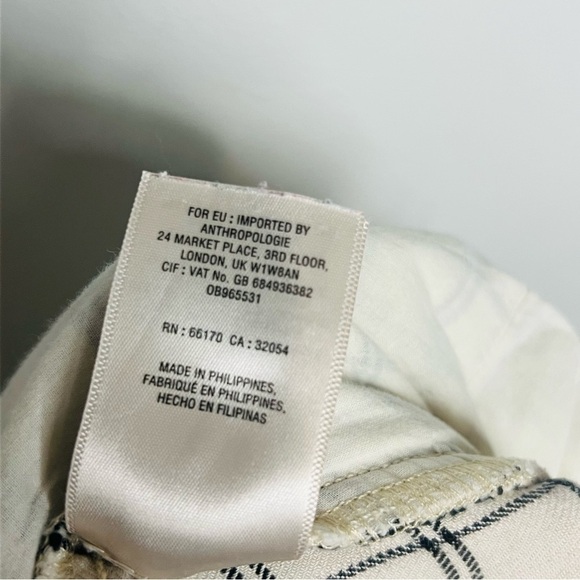 FOR EU : IMPORTED BY
ANTHROPOLOGIE
24 MARKET PLACE, 3RD FLOOR,
LONDON, UK W1W8AN
CIF : VAT No. GB 684936382
OB965531
RN : 66170 CA : 32054
MADE IN PHILIPPINES,
FABRIQUÉ EN PHILIPPINES,
HECHO EN FILIPINAS